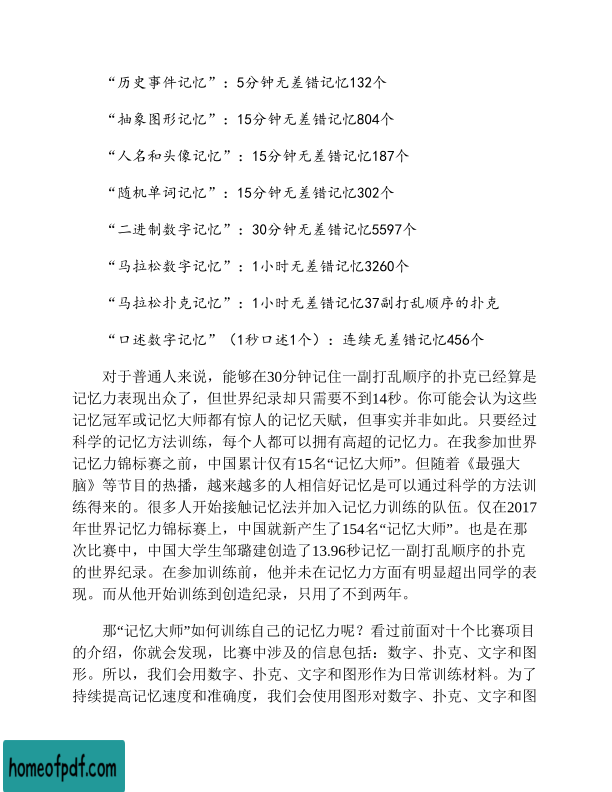 “历史事件记忆”：5分钟无差错记忆132个
“抽象图形记忆”：15分钟无差错记忆804个
“人名和头像记忆”：15分钟无差错记忆187个
“随机单词记忆”：15分钟无差错记忆302个
“二进制数字记忆”：30分钟无差错记忆5597个
“马拉松数字记忆”：1小时无差错记忆3260个
“马拉松扑克记忆”：1小时无差错记忆37副打乱顺序的扑克
“口述数字记忆”（1秒口述1个）：连续无差错记忆456个
对于普通人来说，能够在30分钟记住一副打乱顺序的扑克已经算是
记忆力表现出众了，但世界纪录却只需要不到14秒。你可能会认为这些
记忆冠军或记忆大师都有惊人的记忆天赋，但事实并非如此。只要经过
科学的记忆方法训练，每个人都可以拥有高超的记忆力。在我参加世界
记忆力锦标赛之前，中国累计仅有15名“记忆大师”。但随着《最强大
脑》等节目的热播，越来越多的人相信好记忆是可以通过科学的方法训
练得来的。很多人开始接触记忆法并加入记忆力训练的队伍。仅在2017
年世界记忆力锦标赛上，中国就新产生了154名“记忆大师”。也是在那
次比赛中，中国大学生邹璐建创造了13.96秒记忆一副打乱顺序的扑克
的世界纪录。在参加训练前，他并未在记忆力方面有明显超出同学的表
现。而从他开始训练到创造纪录，只用了不到两年。
那“记忆大师”如何训练自己的记忆力呢？看过前面对十个比赛项目
的介绍，你就会发现，比赛中涉及的信息包括：数字、扑克、文字和图
形。所以，我们会用数字、扑克、文字和图形作为日常训练材料。为了
持续提高记忆速度和准确度，我们会使用图形对数字、扑克、文字和图
homeofpdf.com